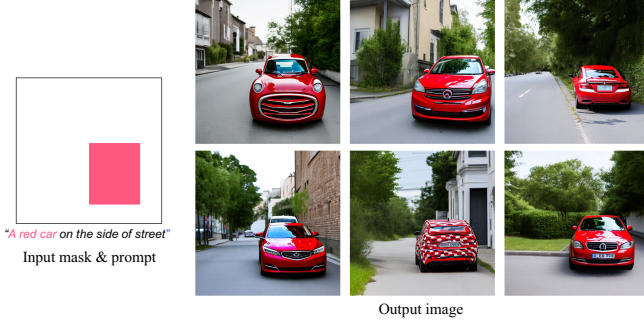 "A red car on the side of street"
Input mask & prompt
Output image